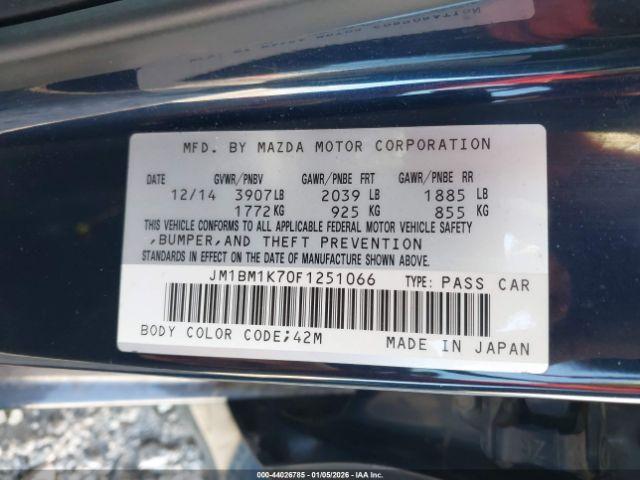 MFD. BY MAZDA MOTOR CORPORATION
DATE GVWR/PNBV GAWR/PNBE FRT GAWR/PNBE RR
12/14 3907LB 2039 LB 1885 LB
1772KG 925 KG 855 KG
THIS VEHICLE CONFORMS TO ALL APPLICABLE FEDERAL MOTOR VEHICLE SAFETY
,BUMPER,AND THEFT PREVENTION
STANDARDS IN EFFECT ON THE DATE OF MANUFACTURE SHOWN ABOVE.
JM1BM1K70F1251066 TYPE: PASS CAR
BODY COLOR CODE;42M MADE IN JAPAN
000-44026785 - 01/05/2026 - IAA Inc.